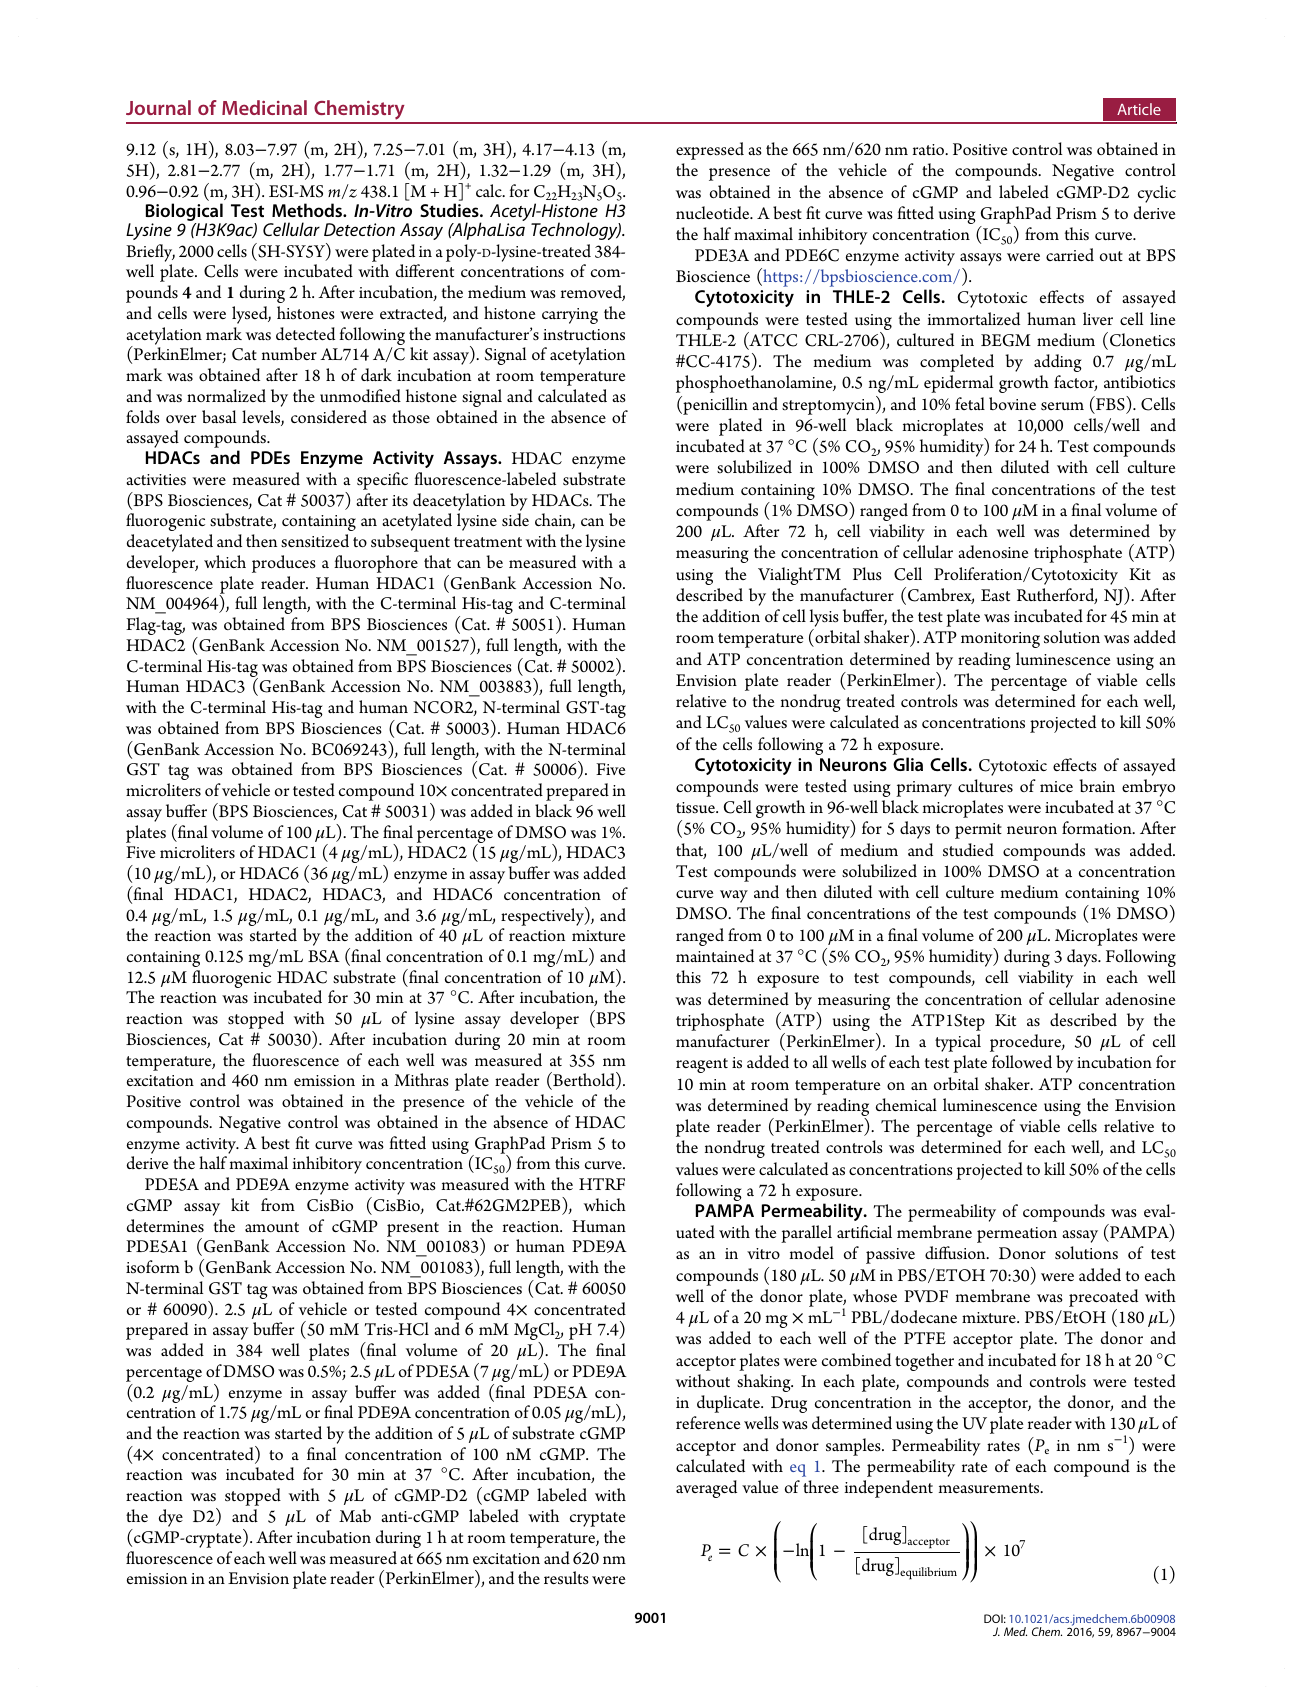 Journal of Medicinal Chemistry
Article
9.12 (s, 1H), 8.03−7.97 (m, 2H), 7.25−7.01 (m, 3H), 4.17−4.13 (m,
5H), 2.81−2.77 (m, 2H), 1.77−1.71 (m, 2H), 1.32−1.29 (m, 3H),
0.96−0.92 (m, 3H). ESI-MS m/z 438.1 [M + H]⁺ calc. for C₂₂H₂₃N₅O₅.
Biological Test Methods. In-Vitro Studies. Acetyl-Histone H3
Lysine 9 (H3K9ac) Cellular Detection Assay (AlphaLisa Technology).
Briefly, 2000 cells (SH-SY5Y) were plated in a poly-D-lysine-treated 384-
well plate. Cells were incubated with different concentrations of com-
pounds 4 and 1 during 2 h. After incubation, the medium was removed,
and cells were lysed, histones were extracted, and histone carrying the
acetylation mark was detected following the manufacturer's instructions
(PerkinElmer; Cat number AL714 A/C kit assay). Signal of acetylation
mark was obtained after 18 h of dark incubation at room temperature
and was normalized by the unmodified histone signal and calculated as
folds over basal levels, considered as those obtained in the absence of
assayed compounds.
HDACs and PDEs Enzyme Activity Assays. HDAC enzyme
activities were measured with a specific fluorescence-labeled substrate
(BPS Biosciences, Cat # 50037) after its deacetylation by HDACs. The
fluorogenic substrate, containing an acetylated lysine side chain, can be
deacetylated and then sensitized to subsequent treatment with the lysine
developer, which produces a fluorophore that can be measured with a
fluorescence plate reader. Human HDAC1 (GenBank Accession No.
NM_004964), full length, with the C-terminal His-tag and C-terminal
Flag-tag, was obtained from BPS Biosciences (Cat. # 50051). Human
HDAC2 (GenBank Accession No. NM_001527), full length, with the
C-terminal His-tag was obtained from BPS Biosciences (Cat. # 50002).
Human HDAC3 (GenBank Accession No. NM_003883), full length,
with the C-terminal His-tag and human NCOR2, N-terminal GST-tag
was obtained from BPS Biosciences (Cat. # 50003). Human HDAC6
(GenBank Accession No. BC069243), full length, with the N-terminal
GST tag was obtained from BPS Biosciences (Cat. # 50006). Five
microliters of vehicle or tested compound 10× concentrated prepared in
assay buffer (BPS Biosciences, Cat # 50031) was added in black 96 well
plates (final volume of 100 μL). The final percentage of DMSO was 1%.
Five microliters of HDAC1 (4 μg/mL), HDAC2 (15 μg/mL), HDAC3
(10 μg/mL), or HDAC6 (36 μg/mL) enzyme in assay buffer was added
(final HDAC1, HDAC2, HDAC3, and HDAC6 concentration of
0.4 μg/mL, 1.5 μg/mL, 0.1 μg/mL, and 3.6 μg/mL, respectively), and
the reaction was started by the addition of 40 μL of reaction mixture
containing 0.125 mg/mL BSA (final concentration of 0.1 mg/mL) and
12.5 μM fluorogenic HDAC substrate (final concentration of 10 μM).
The reaction was incubated for 30 min at 37 °C. After incubation, the
reaction was stopped with 50 μL of lysine assay developer (BPS
Biosciences, Cat # 50030). After incubation during 20 min at room
temperature, the fluorescence of each well was measured at 355 nm
excitation and 460 nm emission in a Mithras plate reader (Berthold).
Positive control was obtained in the presence of the vehicle of the
compounds. Negative control was obtained in the absence of HDAC
enzyme activity. A best fit curve was fitted using GraphPad Prism 5 to
derive the half maximal inhibitory concentration (IC₅₀) from this curve.
PDE5A and PDE9A enzyme activity was measured with the HTRF
cGMP assay kit from CisBio (CisBio, Cat.#62GM2PEB), which
determines the amount of cGMP present in the reaction. Human
PDE5A1 (GenBank Accession No. NM_001083) or human PDE9A
isoform b (GenBank Accession No. NM_001083), full length, with the
N-terminal GST tag was obtained from BPS Biosciences (Cat. # 60050
or # 60090). 2.5 μL of vehicle or tested compound 4× concentrated
prepared in assay buffer (50 mM Tris-HCl and 6 mM MgCl₂, pH 7.4)
was added in 384 well plates (final volume of 20 μL). The final
percentage of DMSO was 0.5%; 2.5 μL of PDE5A (7 μg/mL) or PDE9A
(0.2 μg/mL) enzyme in assay buffer was added (final PDE5A con-
centration of 1.75 μg/mL or final PDE9A concentration of 0.05 μg/mL),
and the reaction was started by the addition of 5 μL of substrate cGMP
(4× concentrated) to a final concentration of 100 nM cGMP. The
reaction was incubated for 30 min at 37 °C. After incubation, the
reaction was stopped with 5 μL of cGMP-D2 (cGMP labeled with
the dye D2) and 5 μL of Mab anti-cGMP labeled with cryptate
(cGMP-cryptate). After incubation during 1 h at room temperature, the
fluorescence of each well was measured at 665 nm excitation and 620 nm
emission in an Envision plate reader (PerkinElmer), and the results were
expressed as the 665 nm/620 nm ratio. Positive control was obtained in
the presence of the vehicle of the compounds. Negative control
was obtained in the absence of cGMP and labeled cGMP-D2 cyclic
nucleotide. A best fit curve was fitted using GraphPad Prism 5 to derive
the half maximal inhibitory concentration (IC₅₀) from this curve.
PDE3A and PDE6C enzyme activity assays were carried out at BPS
Bioscience (https://bpsbioscience.com/).
Cytotoxicity in THLE-2 Cells. Cytotoxic effects of assayed
compounds were tested using the immortalized human liver cell line
THLE-2 (ATCC CRL-2706), cultured in BEGM medium (Clonetics
#CC-4175). The medium was completed by adding 0.7 μg/mL
phosphoethanolamine, 0.5 ng/mL epidermal growth factor, antibiotics
(penicillin and streptomycin), and 10% fetal bovine serum (FBS). Cells
were plated in 96-well black microplates at 10,000 cells/well and
incubated at 37 °C (5% CO₂, 95% humidity) for 24 h. Test compounds
were solubilized in 100% DMSO and then diluted with cell culture
medium containing 10% DMSO. The final concentrations of the test
compounds (1% DMSO) ranged from 0 to 100 μM in a final volume of
200 μL. After 72 h, cell viability in each well was determined by
measuring the concentration of cellular adenosine triphosphate (ATP)
using the VialightTM Plus Cell Proliferation/Cytotoxicity Kit as
described by the manufacturer (Cambrex, East Rutherford, NJ). After
the addition of cell lysis buffer, the test plate was incubated for 45 min at
room temperature (orbital shaker). ATP monitoring solution was added
and ATP concentration determined by reading luminescence using an
Envision plate reader (PerkinElmer). The percentage of viable cells
relative to the nondrug treated controls was determined for each well,
and LC₅₀ values were calculated as concentrations projected to kill 50%
of the cells following a 72 h exposure.
Cytotoxicity in Neurons Glia Cells. Cytotoxic effects of assayed
compounds were tested using primary cultures of mice brain embryo
tissue. Cell growth in 96-well black microplates were incubated at 37 °C
(5% CO₂, 95% humidity) for 5 days to permit neuron formation. After
that, 100 μL/well of medium and studied compounds was added.
Test compounds were solubilized in 100% DMSO at a concentration
curve way and then diluted with cell culture medium containing 10%
DMSO. The final concentrations of the test compounds (1% DMSO)
ranged from 0 to 100 μM in a final volume of 200 μL. Microplates were
maintained at 37 °C (5% CO₂, 95% humidity) during 3 days. Following
this 72 h exposure to test compounds, cell viability in each well
was determined by measuring the concentration of cellular adenosine
triphosphate (ATP) using the ATP1Step Kit as described by the
manufacturer (PerkinElmer). In a typical procedure, 50 μL of cell
reagent is added to all wells of each test plate followed by incubation for
10 min at room temperature on an orbital shaker. ATP concentration
was determined by reading chemical luminescence using the Envision
plate reader (PerkinElmer). The percentage of viable cells relative to
the nondrug treated controls was determined for each well, and LC₅₀
values were calculated as concentrations projected to kill 50% of the cells
following a 72 h exposure.
PAMPA Permeability. The permeability of compounds was eval-
uated with the parallel artificial membrane permeation assay (PAMPA)
as an in vitro model of passive diffusion. Donor solutions of test
compounds (180 μL. 50 μM in PBS/ETOH 70:30) were added to each
well of the donor plate, whose PVDF membrane was precoated with
4 μL of a 20 mg × mL⁻¹ PBL/dodecane mixture. PBS/EtOH (180 μL)
was added to each well of the PTFE acceptor plate. The donor and
acceptor plates were combined together and incubated for 18 h at 20 °C
without shaking. In each plate, compounds and controls were tested
in duplicate. Drug concentration in the acceptor, the donor, and the
reference wells was determined using the UV plate reader with 130 μL of
acceptor and donor samples. Permeability rates (Pₑ in nm s⁻¹) were
calculated with eq 1. The permeability rate of each compound is the
averaged value of three independent measurements.
Pₑ = C × (−ln(1 − [drug]acceptor / [drug]equilibrium)) × 10⁷
(1)
9001
DOI: 10.1021/acs.jmedchem.6b00908
J. Med. Chem. 2016, 59, 8967−9004